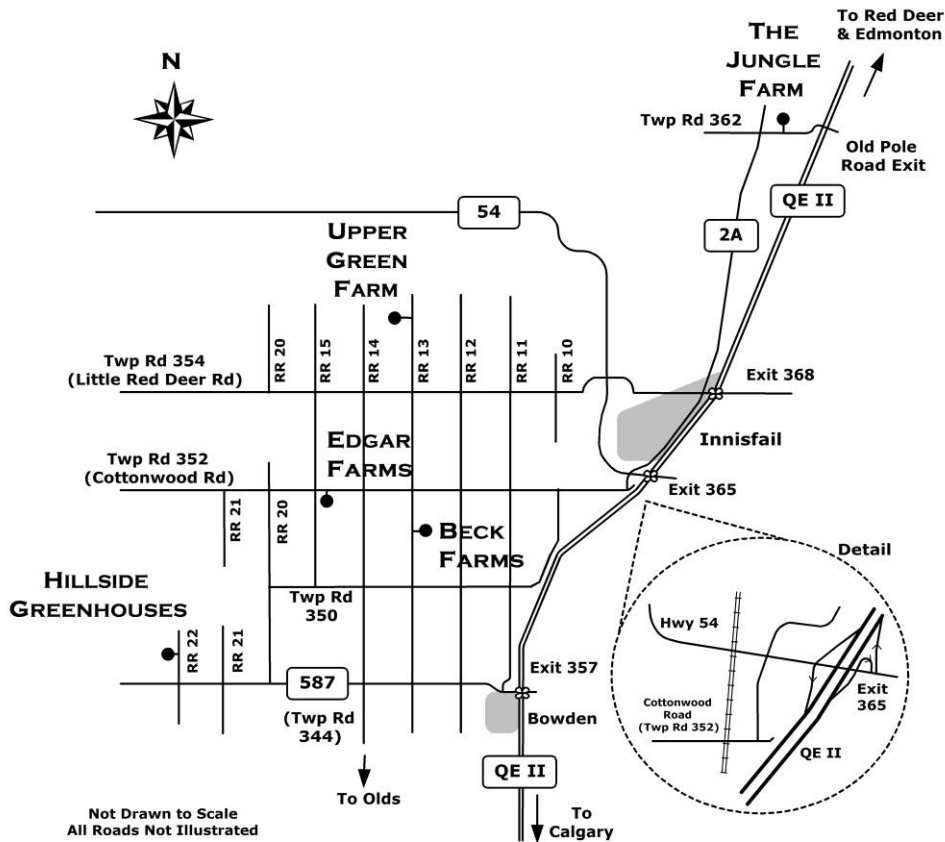 To Red Deer
& Edmonton
THE
JUNGLE
FARM
N
Twp Rd 362
Old Pole
Road Exit
QE II
54
2A
UPPER
GREEN
FARM
RR 20
RR 15
RR 14
RR 13
RR 12
RR 11
RR 10
Twp Rd 354
(Little Red Deer Rd)
Exit 368
Innisfail
EDGAR
FARMS
Twp Rd 352
(Cottonwood Rd)
Exit 365
RR 21
RR 20
BECK
FARMS
Detail
HILLSIDE
GREENHOUSES
Twp Rd
350
RR 22
RR 21
Hwy 54
Exit 357
587
(Twp Rd
344)
Bowden
Cottonwood
Road
(Twp Rd 352)
Exit
365
QE II
QE II
To Olds
To
Calgary
Not Drawn to Scale
All Roads Not Illustrated